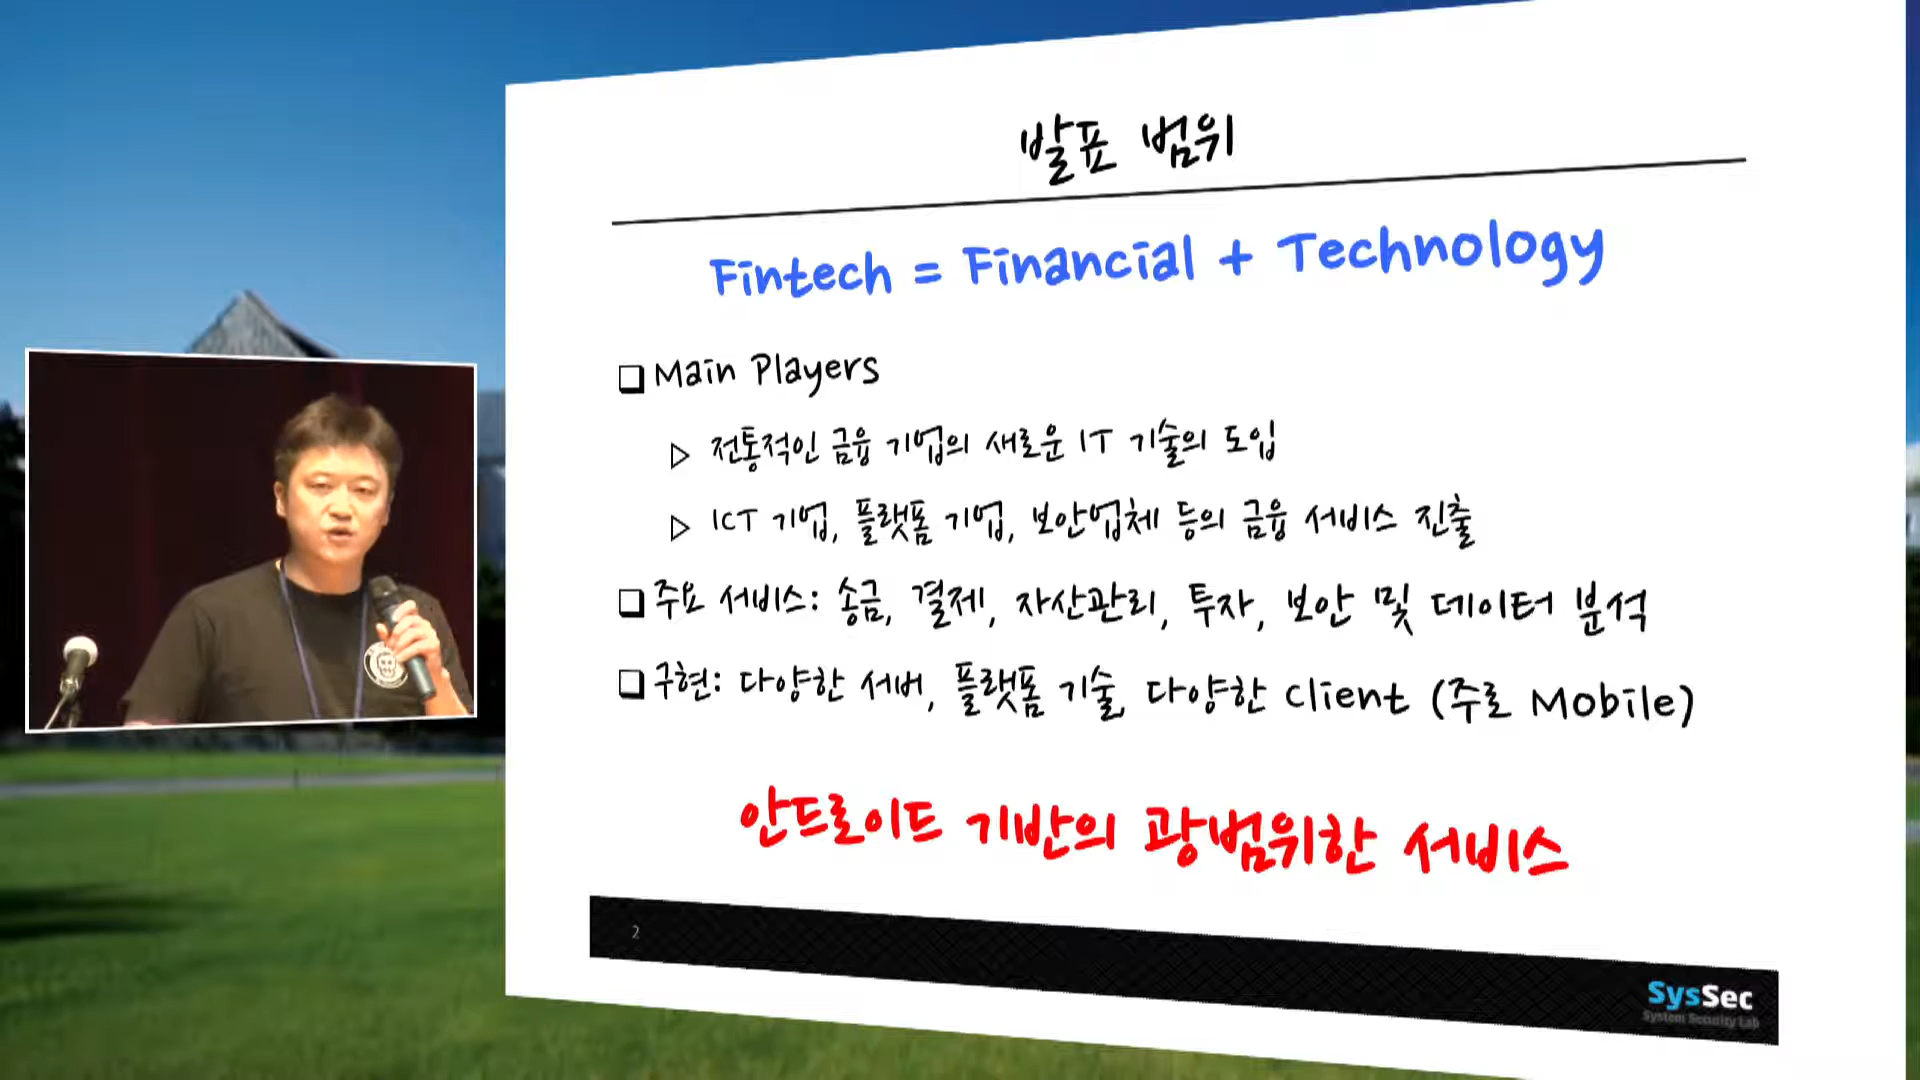 발표 범위
Fintech = Financial + Technology
Main Players
전통적인 금융 기업의 새로운 IT 기술의 도입
ICT 기업, 플랫폼 기업, 보안업체 등의 금융 서비스 진출
주요 서비스: 송금, 결제, 자산관리, 투자, 보안 및 데이터 분석
구현: 다양한 서버, 플랫폼 기술, 다양한 Client (주로 Mobile)
안드로이드 기반의 광범위한 서비스
2
SysSec
System Security Lab